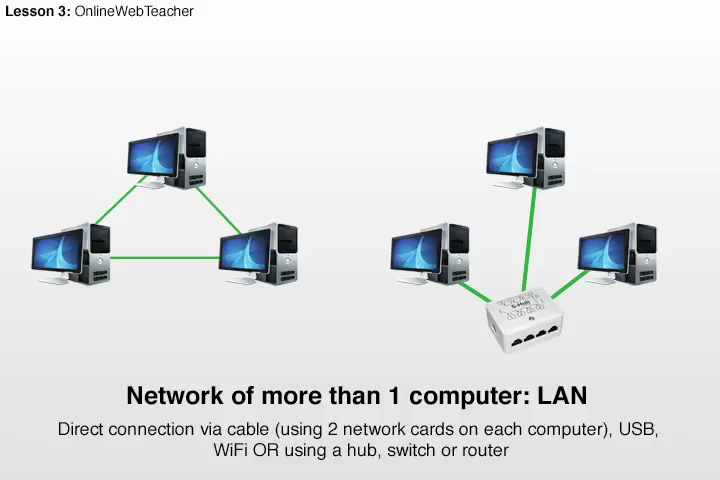 Lesson 3: OnlineWebTeacher
Network of more than 1 computer: LAN
Direct connection via cable (using 2 network cards on each computer), USB,
WiFi OR using a hub, switch or router